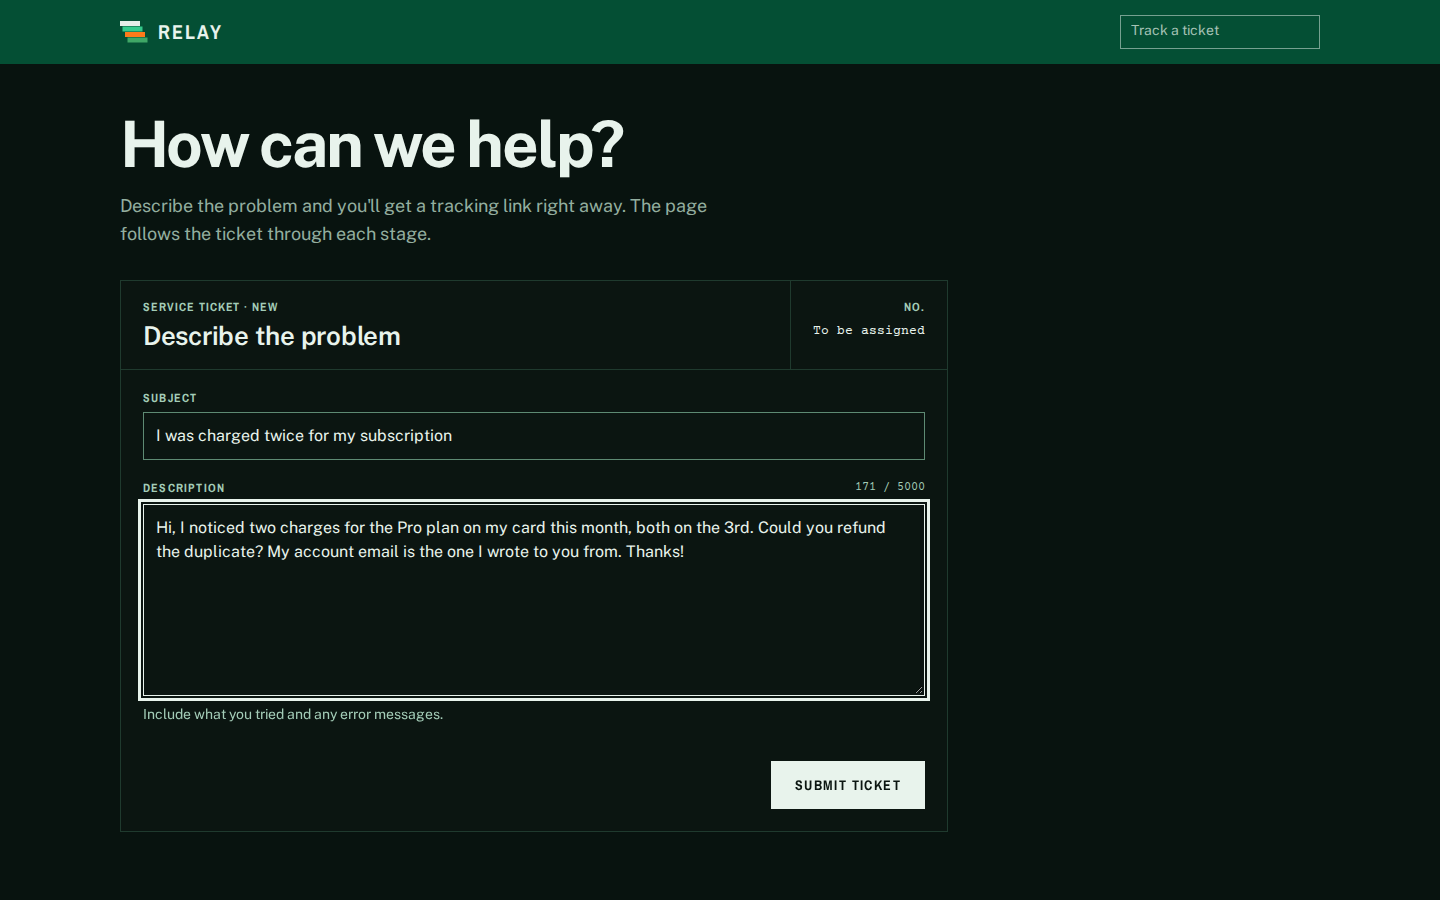 RELAY
Track a ticket
How can we help?
Describe the problem and you'll get a tracking link right away. The page
follows the ticket through each stage.
SERVICE TICKET · NEW
NO.
Describe the problem
To be assigned
SUBJECT
I was charged twice for my subscription
DESCRIPTION
171 / 5000
Hi, I noticed two charges for the Pro plan on my card this month, both on the 3rd. Could you refund
the duplicate? My account email is the one I wrote to you from. Thanks!
Include what you tried and any error messages.
SUBMIT TICKET